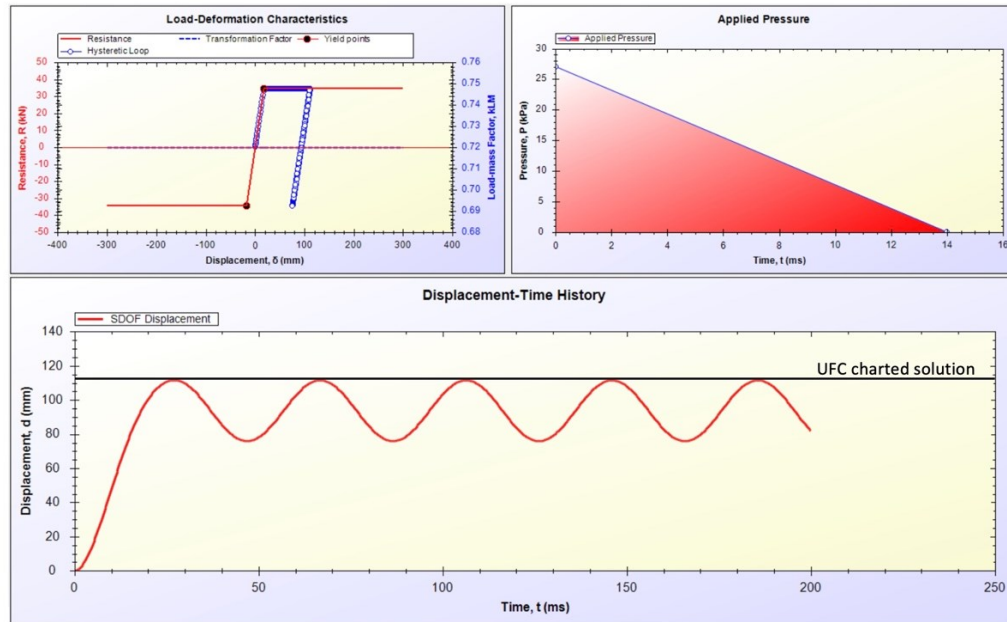 Load-Deformation Characteristics
Resistance
Transformation Factor
Yield points
Hysteretic Loop
50
40
30
20
10
0
-10
-20
-30
-40
-50
Resistance, R (kN)
0.76
0.75
0.74
0.73
0.72
0.71
0.70
0.69
0.68
Load-mass Factor, kLM
-400 -300 -200 -100 0 100 200 300 400
Displacement, δ (mm)
Applied Pressure
Applied Pressure
30
25
20
15
10
5
0
Pressure, P (kPa)
0 2 4 6 8 10 12 14 16
Time, t (ms)
Displacement-Time History
SDOF Displacement
UFC charted solution
140
120
100
80
60
40
20
0
Displacement, d (mm)
0 50 100 150 200 250
Time, t (ms)